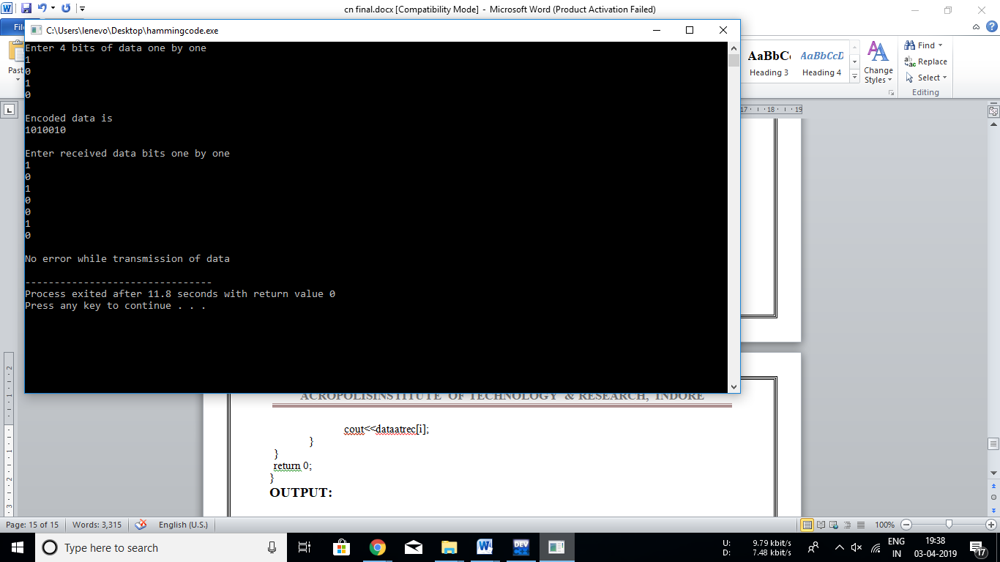 cn final.docx [Compatibility Mode] - Microsoft Word (Product Activation Failed)
C:\Users\lenevo\Desktop\hammingcode.exe
Enter 4 bits of data one by one
1
0
1
0
Encoded data is
1010010
Enter received data bits one by one
1
0
1
0
0
1
0
No error while transmission of data
--------------------------------
Process exited after 11.8 seconds with return value 0
Press any key to continue . . .
Heading 3
AaBbCcD
Heading 4
Change
Styles
Find
Replace
Select
Editing
17 18 19
ACROPOLISINSTITUTE OF TECHNOLOGY & RESEARCH, INDORE
cout<<dataatrec[i];
}
}
return 0;
}
OUTPUT:
2
1
1
2
3
Page: 15 of 15
Words: 3,315
English (U.S.)
100%
Type here to search
DEV
U: 9.79 kbit/s
D: 7.48 kbit/s
ENG
IN
19:38
03-04-2019
17